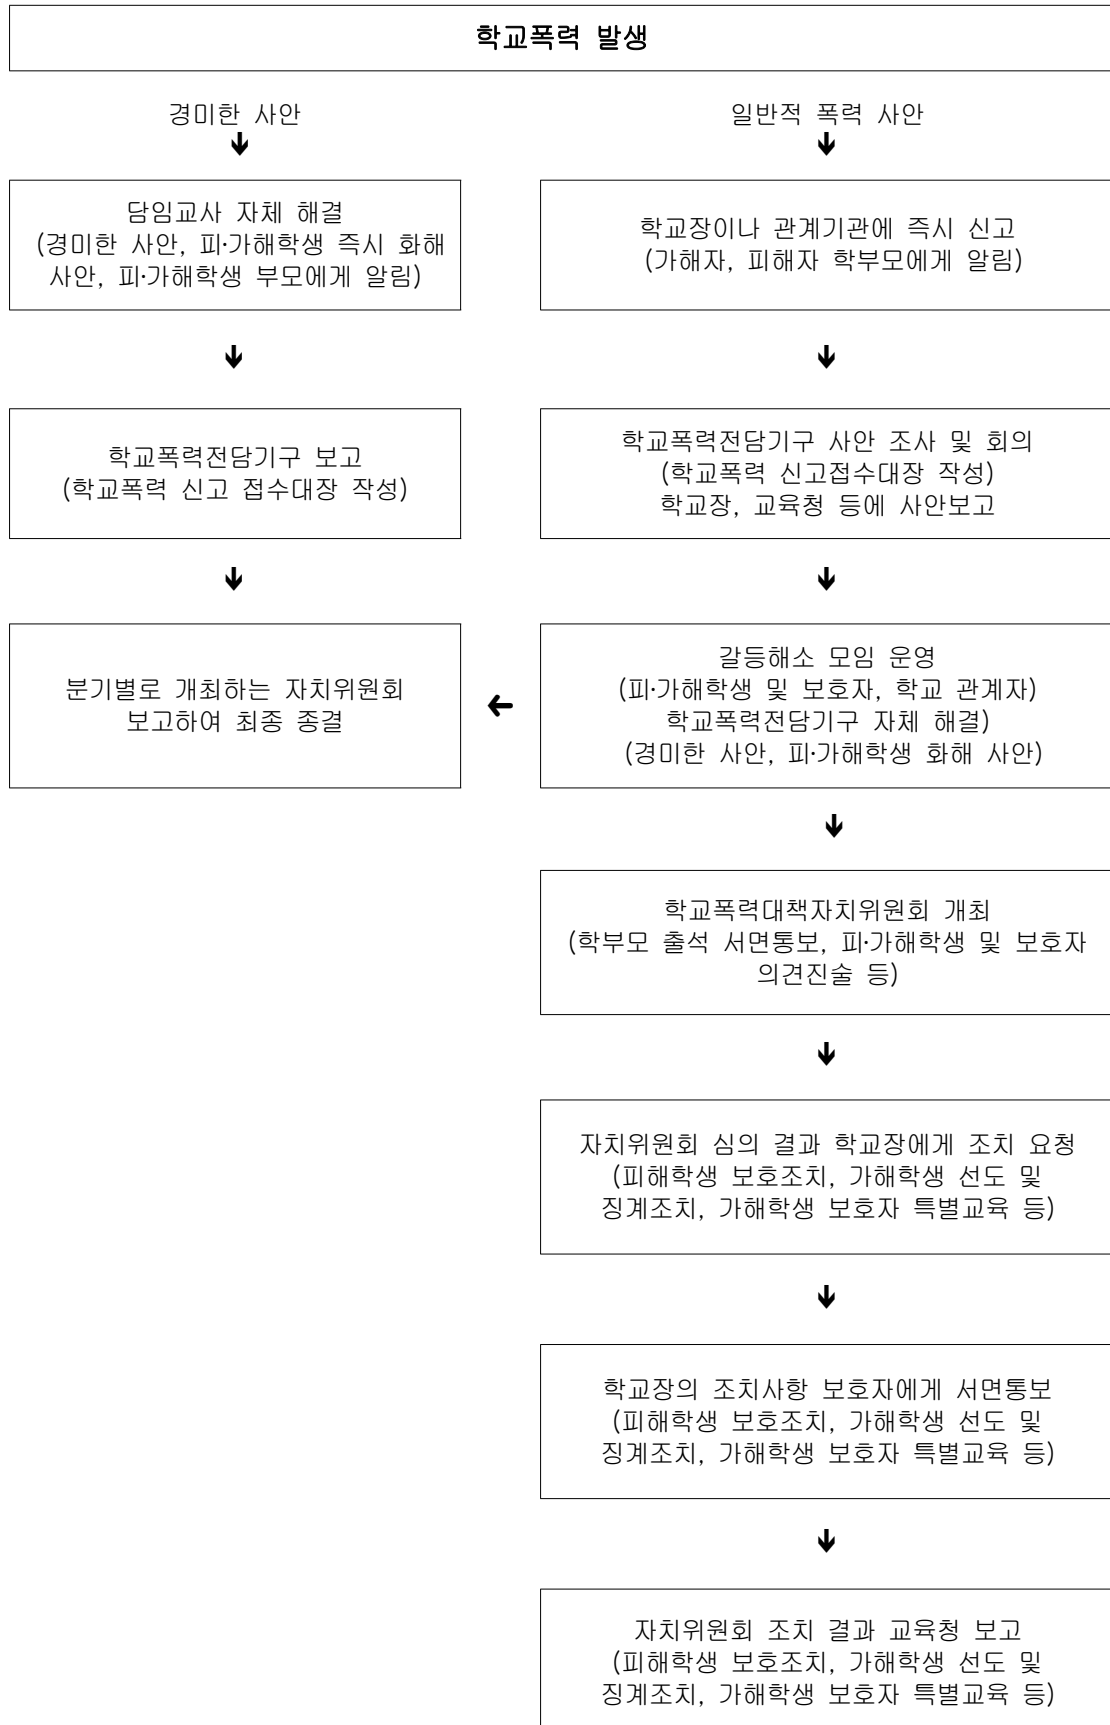 학교폭력 발생
경미한 사안
일반적 폭력 사안
담임교사 자체 해결
(경미한 사안, 피·가해학생 즉시 화해
사안, 피·가해학생 부모에게 알림)
학교장이나 관계기관에 즉시 신고
(가해자, 피해자 학부모에게 알림)
학교폭력전담기구 보고
(학교폭력 신고 접수대장 작성)
학교폭력전담기구 사안 조사 및 회의
(학교폭력 신고접수대장 작성)
학교장, 교육청 등에 사안보고
분기별로 개최하는 자치위원회
보고하여 최종 종결
갈등해소 모임 운영
(피·가해학생 및 보호자, 학교 관계자)
학교폭력전담기구 자체 해결)
(경미한 사안, 피·가해학생 화해 사안)
학교폭력대책자치위원회 개최
(학부모 출석 서면통보, 피·가해학생 및 보호자
의견진술 등)
자치위원회 심의 결과 학교장에게 조치 요청
(피해학생 보호조치, 가해학생 선도 및
징계조치, 가해학생 보호자 특별교육 등)
학교장의 조치사항 보호자에게 서면통보
(피해학생 보호조치, 가해학생 선도 및
징계조치, 가해학생 보호자 특별교육 등)
자치위원회 조치 결과 교육청 보고
(피해학생 보호조치, 가해학생 선도 및
징계조치, 가해학생 보호자 특별교육 등)